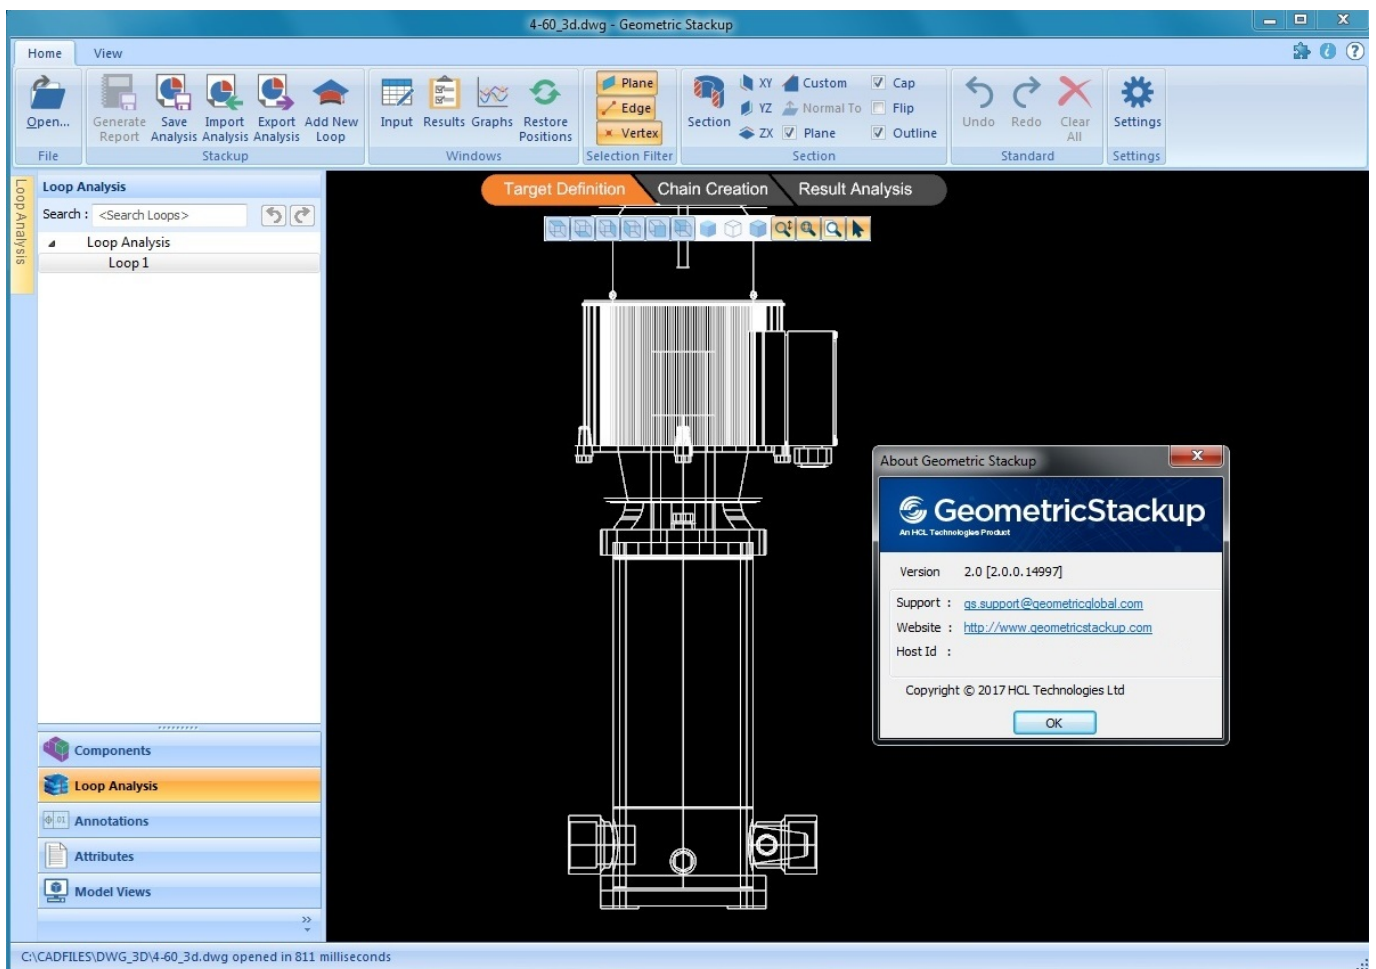 4-60_3d.dwg - Geometric Stackup
Home View
Open...
Generate Report
Save Analysis
Import Analysis
Export Analysis
Add New Loop
Input
Results
Graphs
Restore Positions
Plane
Edge
Vertex
Section
XY
YZ
ZX
Custom
Normal To
Plane
Cap
Flip
Outline
Undo
Redo
Clear All
Settings
File
Stackup
Windows
Selection Filter
Section
Standard
Settings
Loop Analysis
Loop Analysis
Search : <Search Loops>
Loop Analysis
Loop 1
Target Definition Chain Creation Result Analysis
About Geometric Stackup
GeometricStackup
An HCL Technologies Product
Version 2.0 [2.0.0.14997]
Support : gs.support@geometricglobal.com
Website : http://www.geometricstackup.com
Host Id :
Copyright © 2017 HCL Technologies Ltd
OK
Components
Loop Analysis
Annotations
Attributes
Model Views
C:\CADFILES\DWG_3D\4-60_3d.dwg opened in 811 milliseconds